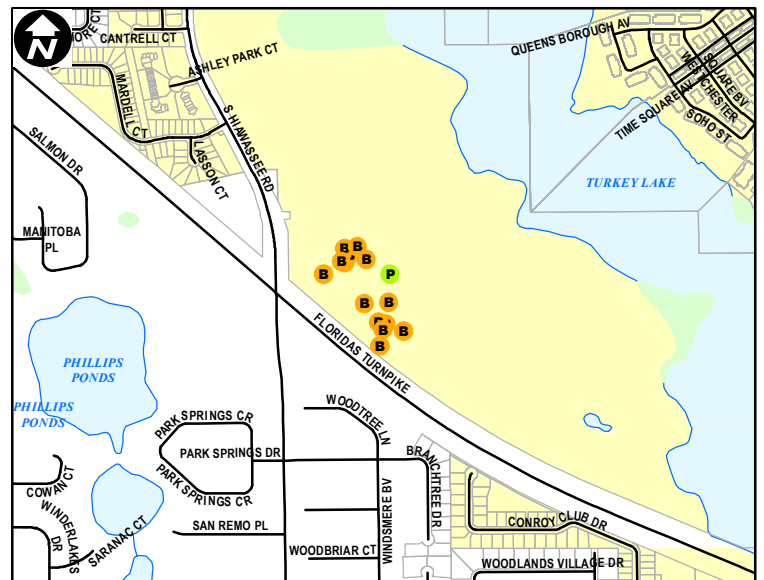 N
MORE CT
CANTRELL CT
ASHLEY PARK CT
MARDELL CT
LASSON CT
S HIAWASSEE RD
QUEENS BOROUGH AV
SQUARE BV
WESTCHESTER
TIME SQUARE AV
SOHO ST
TURKEY LAKE
SALMON DR
MANITOBA
PL
B
B
B
B
B
P
B
B
B
B
B
B
FLORIDAS TURNPIKE
PHILLIPS
PONDS
PHILLIPS
PONDS
PARK SPRINGS CR
PARK SPRINGS DR
PARK SPRINGS CR
WOODTREE LN
BRANCHTREE DR
WINDSMERE BV
COWAN CT
WINDERLAKES
DR
SARANAC CT
SAN REMO PL
WOODBRIAR CT
CONROY CLUB DR
WOODLANDS VILLAGE DR